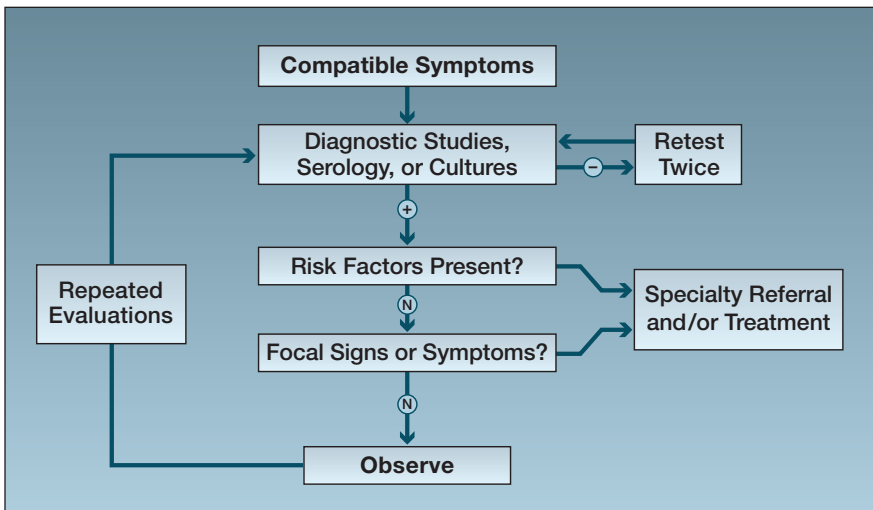 Compatible Symptoms
Diagnostic Studies,
Serology, or Cultures
−
Retest
Twice
+
Risk Factors Present?
N
Specialty Referral
and/or Treatment
Repeated
Evaluations
Focal Signs or Symptoms?
N
Observe